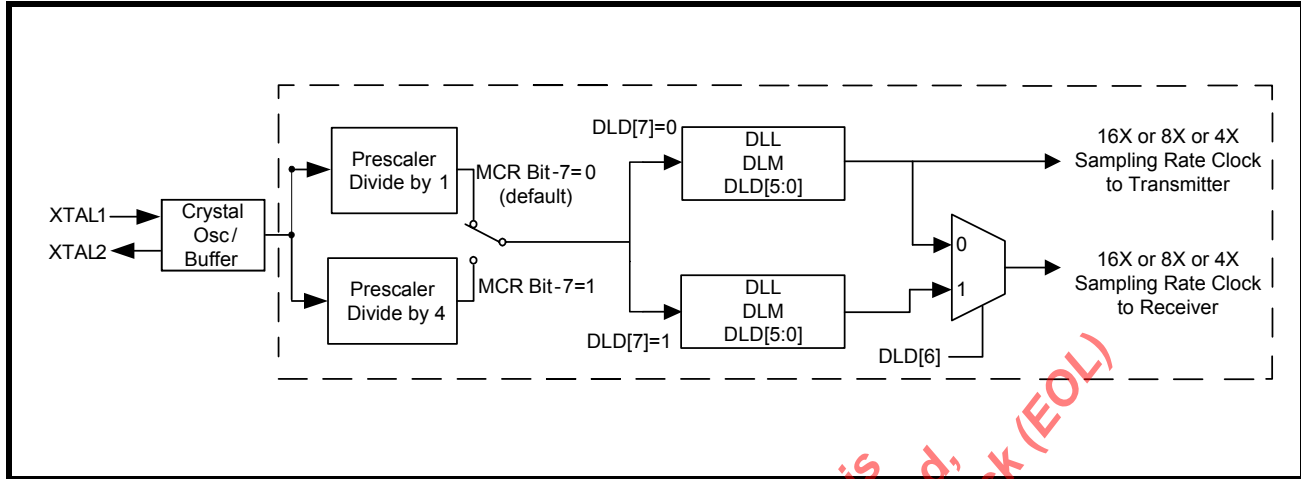 DLD[7]=0
DLL
DLM
DLD[5:0]
16X or 8X or 4X
Sampling Rate Clock
to Transmitter
Prescaler
Divide by 1
MCR Bit-7=0
(default)
XTAL1
XTAL2
Crystal
Osc/
Buffer
0
1
16X or 8X or 4X
Sampling Rate Clock
to Receiver
Prescaler
Divide by 4
MCR Bit-7=1
DLL
DLM
DLD[5:0]
DLD[7]=1
DLD[6]
is
(EOL)